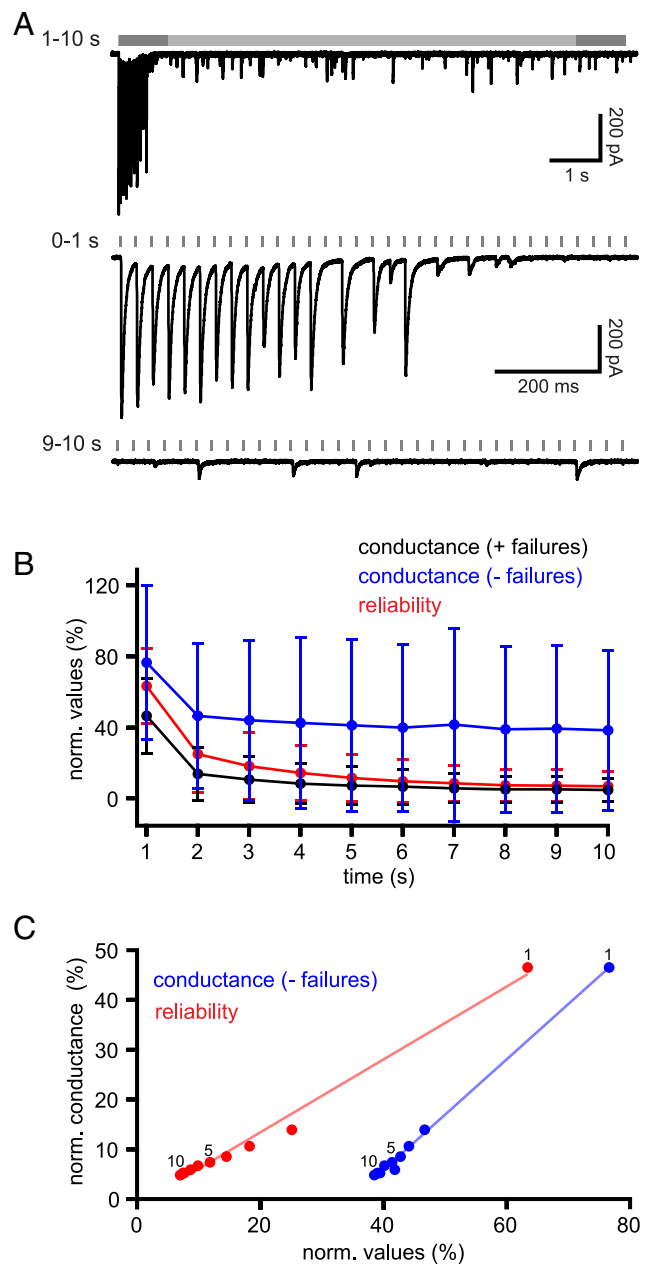 A
1-10 s
200 pA
1 s
0-1 s
200 pA
200 ms
9-10 s
B
conductance (+ failures)
conductance (- failures)
reliability
norm. values (%)
120
80
40
0
1 2 3 4 5 6 7 8 9 10
time (s)
C
norm. conductance (%)
50
40
30
20
10
0
conductance (- failures)
reliability
1
1
10
5
10
5
0 20 40 60 80
norm. values (%)